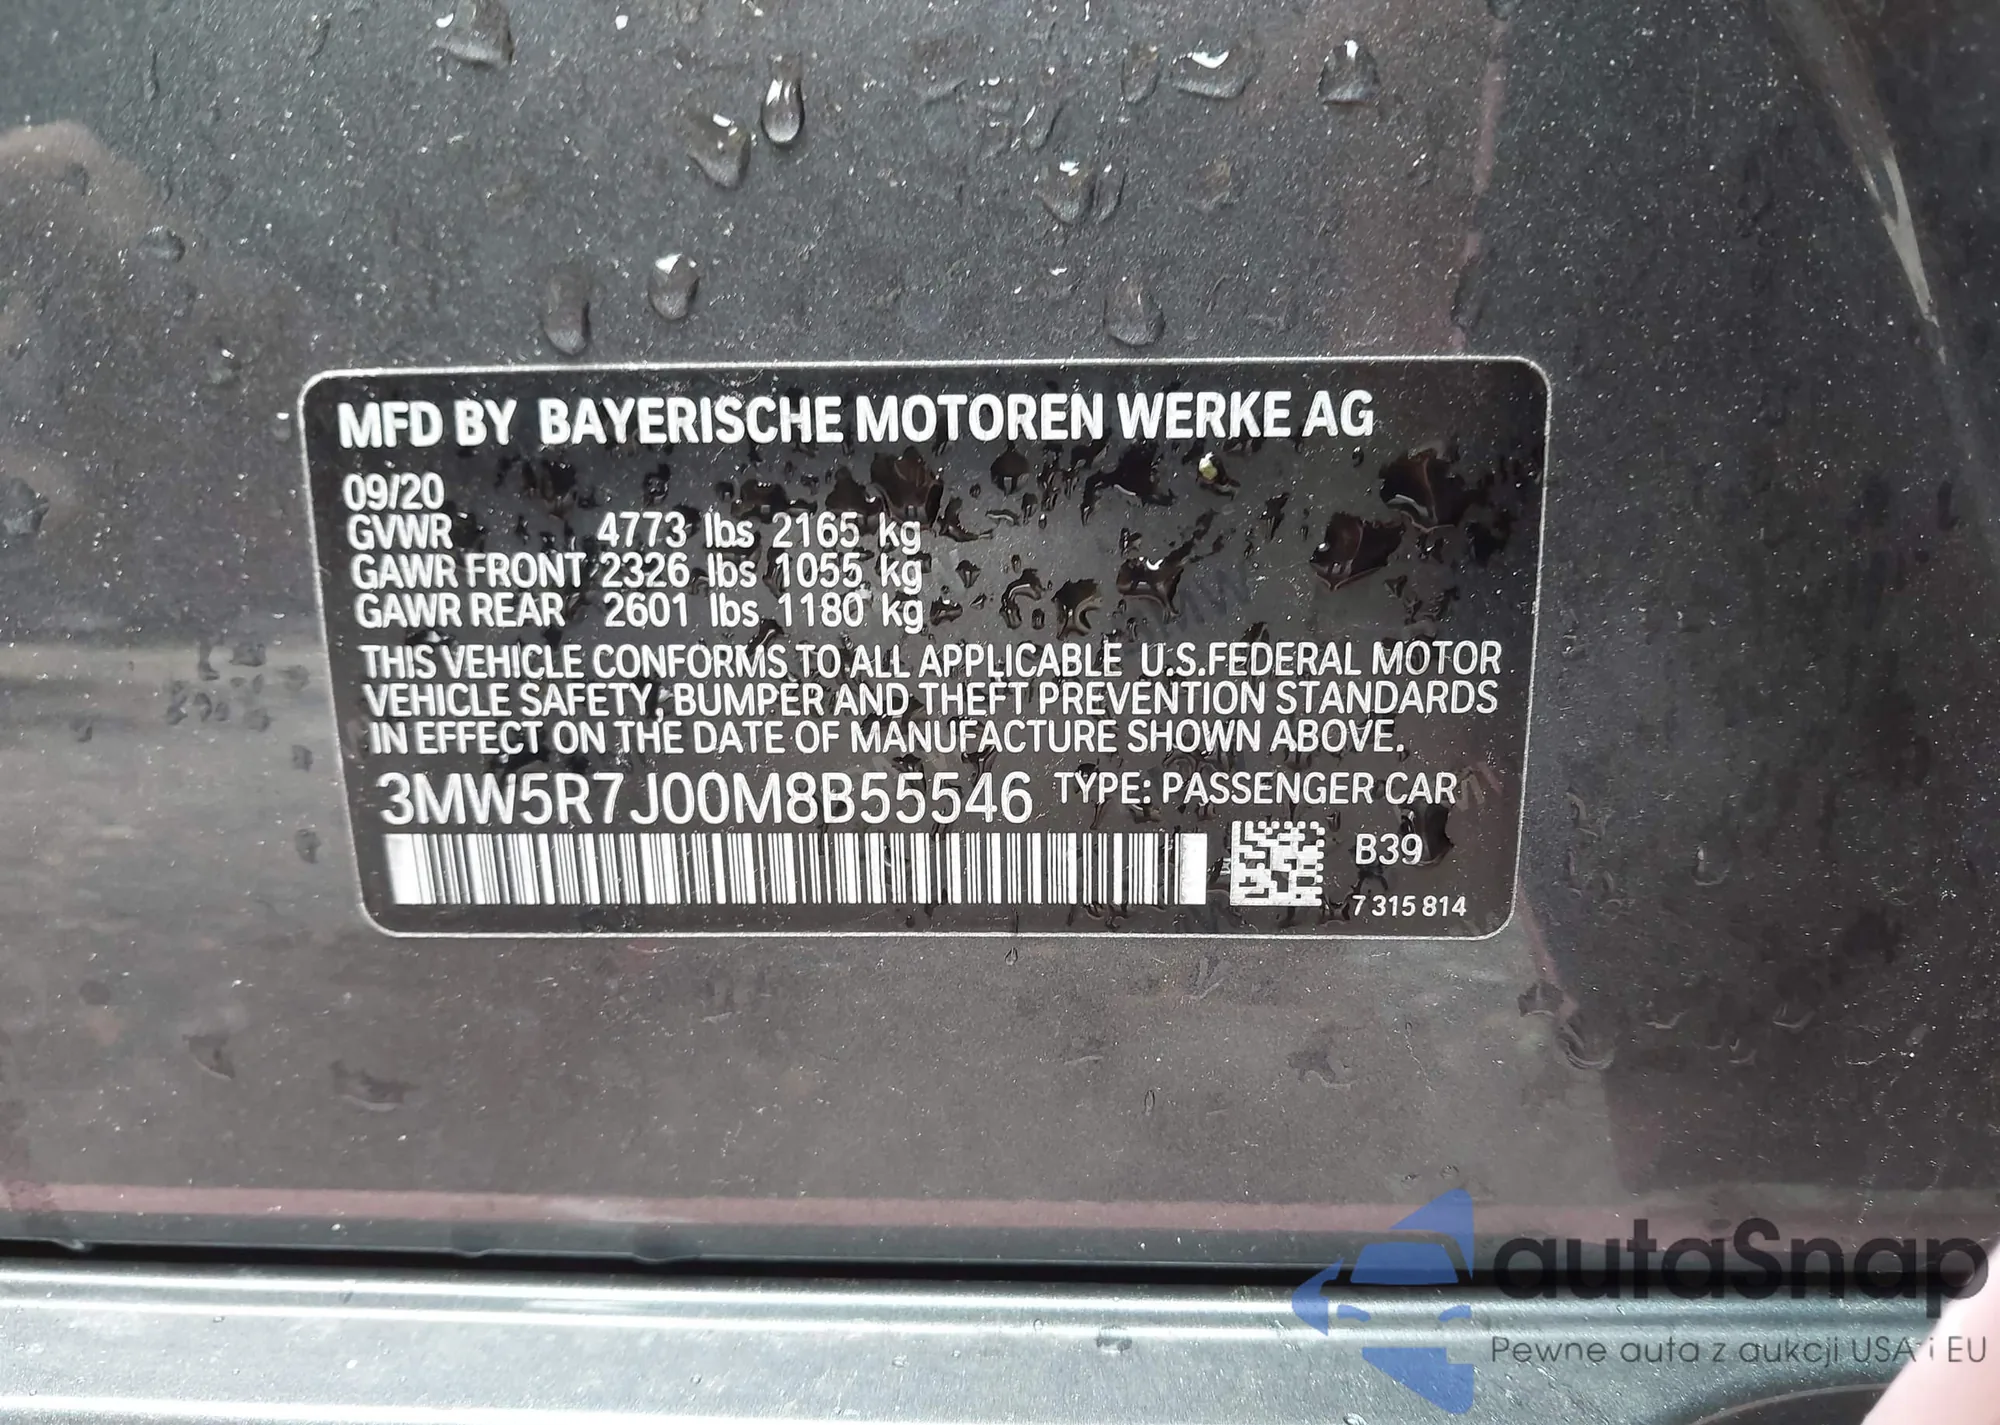 MFD BY BAYERISCHE MOTOREN WERKE AG
09/20
GVWR 4773 lbs 2165 kg
GAWR FRONT 2326 lbs 1055 kg
GAWR REAR 2601 lbs 1180 kg
THIS VEHICLE CONFORMS TO ALL APPLICABLE U.S.FEDERAL MOTOR
VEHICLE SAFETY, BUMPER AND THEFT PREVENTION STANDARDS
IN EFFECT ON THE DATE OF MANUFACTURE SHOWN ABOVE.
3MW5R7J00M8B55546 TYPE: PASSENGER CAR
B39
7 315 814
autaSnap
Pewne auta z aukcji USA i EU